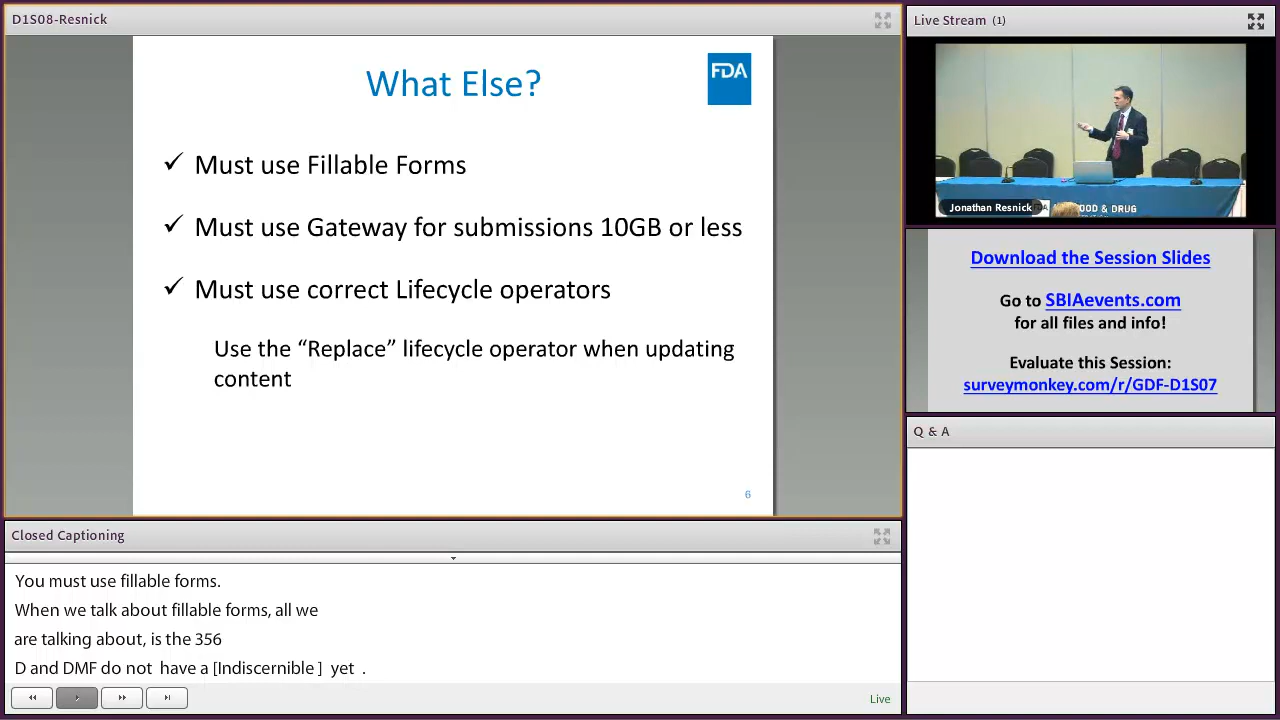 D1S08-Resnick
What Else?
FDA
✓ Must use Fillable Forms
✓ Must use Gateway for submissions 10GB or less
✓ Must use correct Lifecycle operators
Use the “Replace” lifecycle operator when updating
content
6
Closed Captioning
You must use fillable forms.
When we talk about fillable forms, all we
are talking about, is the 356
D and DMF do not have a [Indiscernible ] yet .
Live
Live Stream (1)
Jonathan Resnick
OOD & DRUG
Download the Session Slides
Go to SBIAevents.com
for all files and info!
Evaluate this Session:
surveymonkey.com/r/GDF-D1S07
Q & A